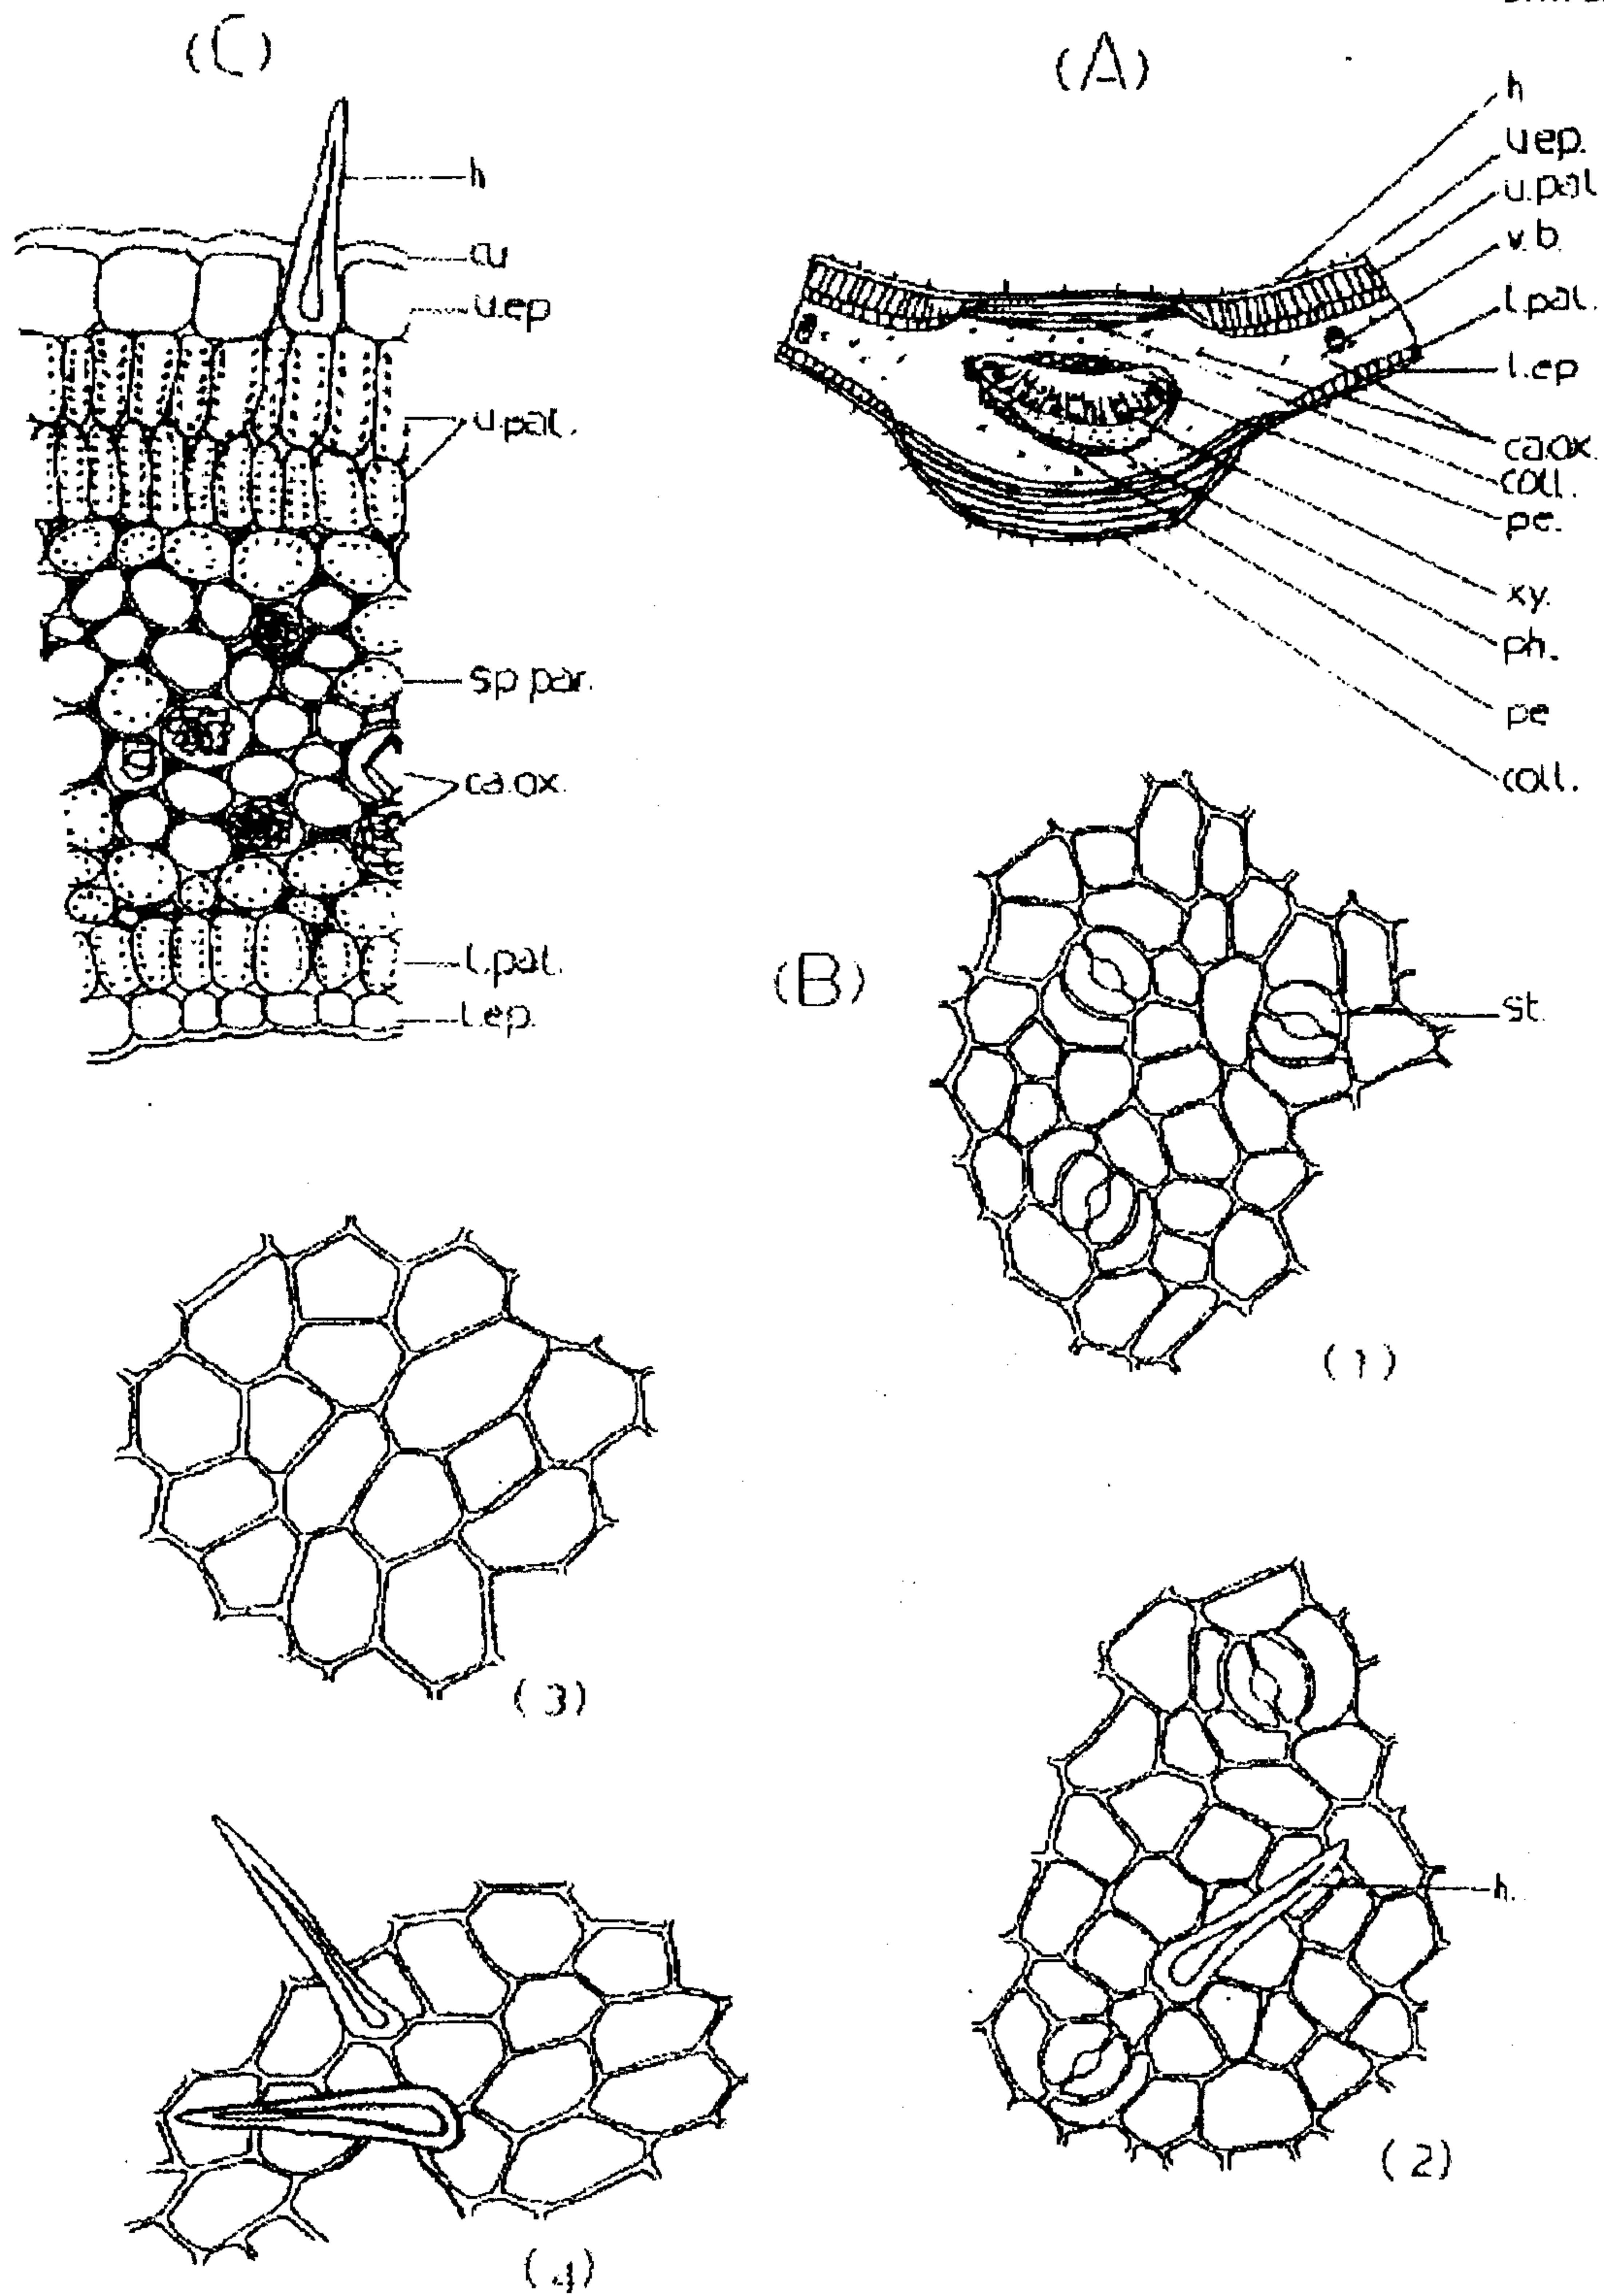 (C)
h
cu
u.ep
u.pal.
sp par.
ca.ox.
l.pal.
l.ep.
(A)
h
u.ep.
u.pal
v.b.
l.pal.
l.ep
ca.ox.
coll.
pe.
xy.
ph.
pe
coll.
(B)
st.
(1)
(3)
h.
(2)
(4)